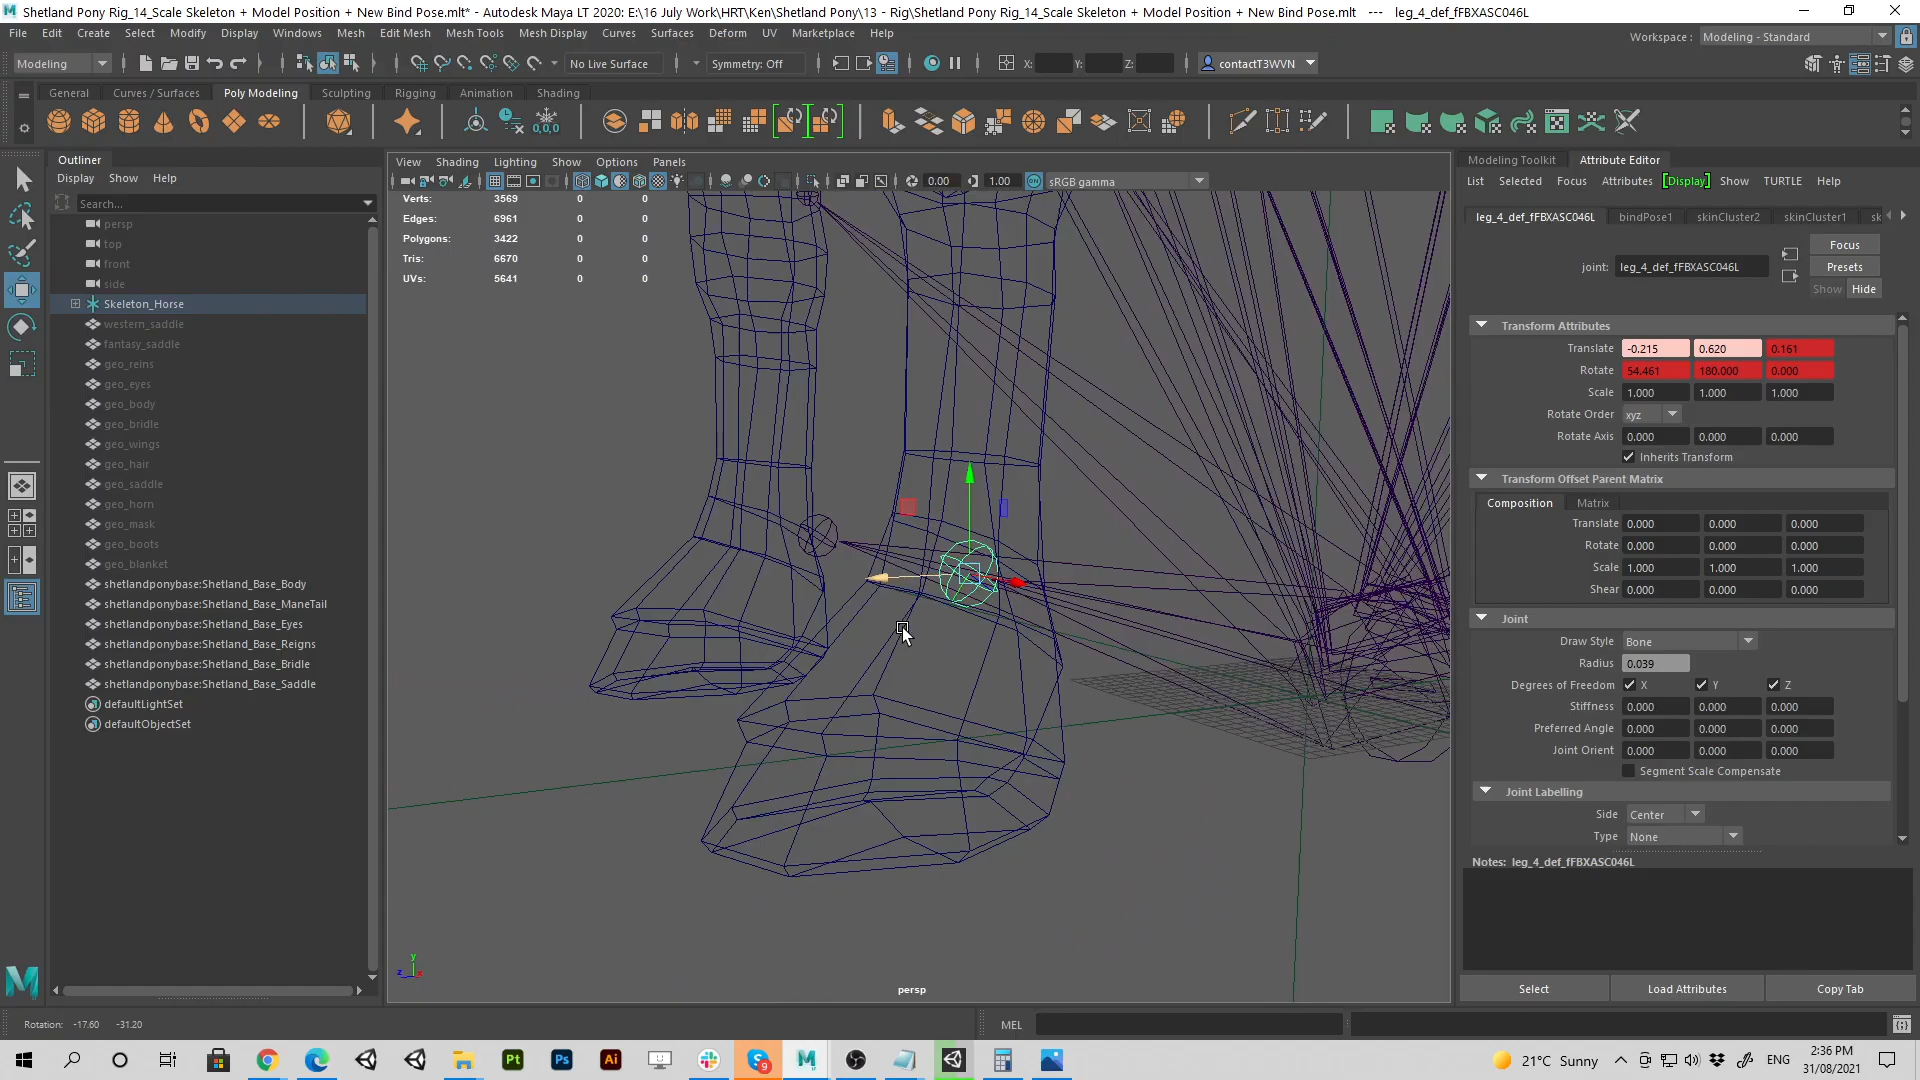 Shetland Pony Rig_14_Scale Skeleton + Model Position + New Bind Pose.mlt* - Autodesk Maya LT 2020: E:\16 July Work\HRT\Ken\Shetland Pony\13 - Rig\Shetland Pony Rig_14_Scale Skeleton + Model Position + New Bind Pose.mlt --- leg_4_def_fFBXASC046L
File Edit Create Select Modify Display Windows Mesh Edit Mesh Mesh Tools Mesh Display Curves Surfaces Deform UV Marketplace Help
Workspace : Modeling - Standard
Modeling No Live Surface Symmetry: Off X: Y: Z: contactT3WVN
General Curves / Surfaces Poly Modeling Sculpting Rigging Animation Shading
0,0,0
Outliner
Display Show Help
Search...
persp
top
front
side
Skeleton_Horse
western_saddle
fantasy_saddle
geo_reins
geo_eyes
geo_body
geo_bridle
geo_wings
geo_hair
geo_saddle
geo_horn
geo_mask
geo_boots
geo_blanket
shetlandponybase:Shetland_Base_Body
shetlandponybase:Shetland_Base_ManeTail
shetlandponybase:Shetland_Base_Eyes
shetlandponybase:Shetland_Base_Reigns
shetlandponybase:Shetland_Base_Bridle
shetlandponybase:Shetland_Base_Saddle
defaultLightSet
defaultObjectSet
View Shading Lighting Show Options Panels
0.00 1.00 ON sRGB gamma
Verts: 3569 0 0
Edges: 6961 0 0
Polygons: 3422 0 0
Tris: 6670 0 0
UVs: 5641 0 0
y
z x
persp
Modeling Toolkit Attribute Editor
List Selected Focus Attributes [Display] Show TURTLE Help
leg_4_def_fFBXASC046L bindPose1 skinCluster2 skinCluster1 sk
joint: leg_4_def_fFBXASC046L
Focus
Presets
Show Hide
Transform Attributes
Translate -0.215 0.620 0.161
Rotate 54.461 180.000 0.000
Scale 1.000 1.000 1.000
Rotate Order xyz
Rotate Axis 0.000 0.000 0.000
Inherits Transform
Transform Offset Parent Matrix
Composition Matrix
Translate 0.000 0.000 0.000
Rotate 0.000 0.000 0.000
Scale 1.000 1.000 1.000
Shear 0.000 0.000 0.000
Joint
Draw Style Bone
Radius 0.039
Degrees of Freedom X Y Z
Stiffness 0.000 0.000 0.000
Preferred Angle 0.000 0.000 0.000
Joint Orient 0.000 0.000 0.000
Segment Scale Compensate
Joint Labelling
Side Center
Type None
Notes: leg_4_def_fFBXASC046L
Select Load Attributes Copy Tab
Rotation: -17.60 -31.20
MEL
Pt Ps Ai 9 M
21°C Sunny ENG
2:36 PM
31/08/2021